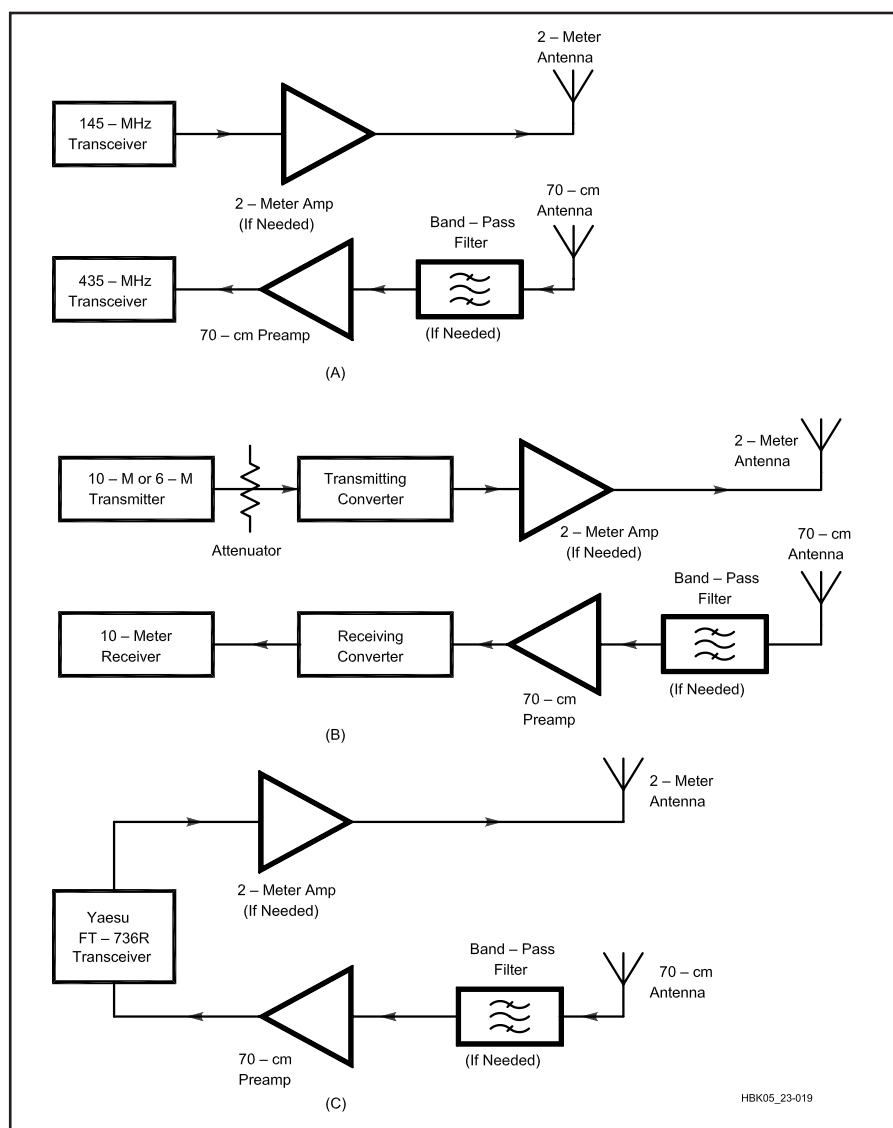 2 – Meter
Antenna
145 – MHz
Transceiver
2 – Meter Amp
(If Needed)
70 – cm
Antenna
Band – Pass
Filter
435 – MHz
Transceiver
70 – cm Preamp
(If Needed)
(A)
2 – Meter
Antenna
10 – M or 6 – M
Transmitter
Attenuator
Transmitting
Converter
2 – Meter Amp
(If Needed)
70 – cm
Antenna
Band – Pass
Filter
10 – Meter
Receiver
Receiving
Converter
70 – cm
Preamp
(If Needed)
(B)
2 – Meter
Antenna
2 – Meter Amp
(If Needed)
Yaesu
FT – 736R
Transceiver
Band – Pass
Filter
70 – cm
Antenna
70 – cm
Preamp
(If Needed)
(C)
HBK05_23-019